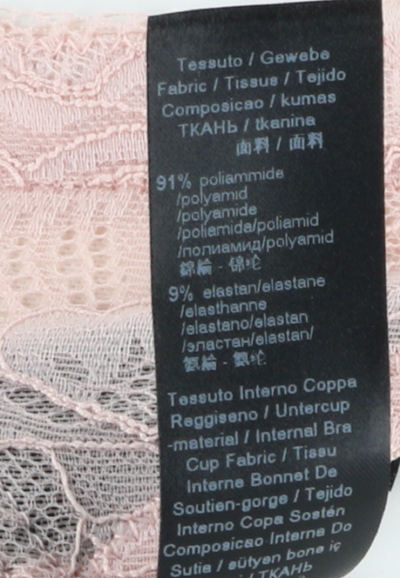 Tessuto / Gewebe
Fabric / Tissus / Tejido
Composicao / kumas
ТКАНЬ / tkanina
面料 / 面料
91% poliammide
/polyamid
/polyamide
/poliamida/poliamid
/полиамид/polyamid
錦綸 - 锦纶
9% elastan/elastane
/elasthanne
/elastano/elastan
/эластан/elastan/
氨綸 - 氨纶
Tessuto Interno Coppa
Reggiseno / Untercup
-material / Internal Bra
Cup Fabric / Tissu
Interne Bonnet De
Soutien-gorge / Tejido
Interno Copa Sostén
Composicao Interna Do
Sutia / sütyen bone iç
/ ТКАНЬ